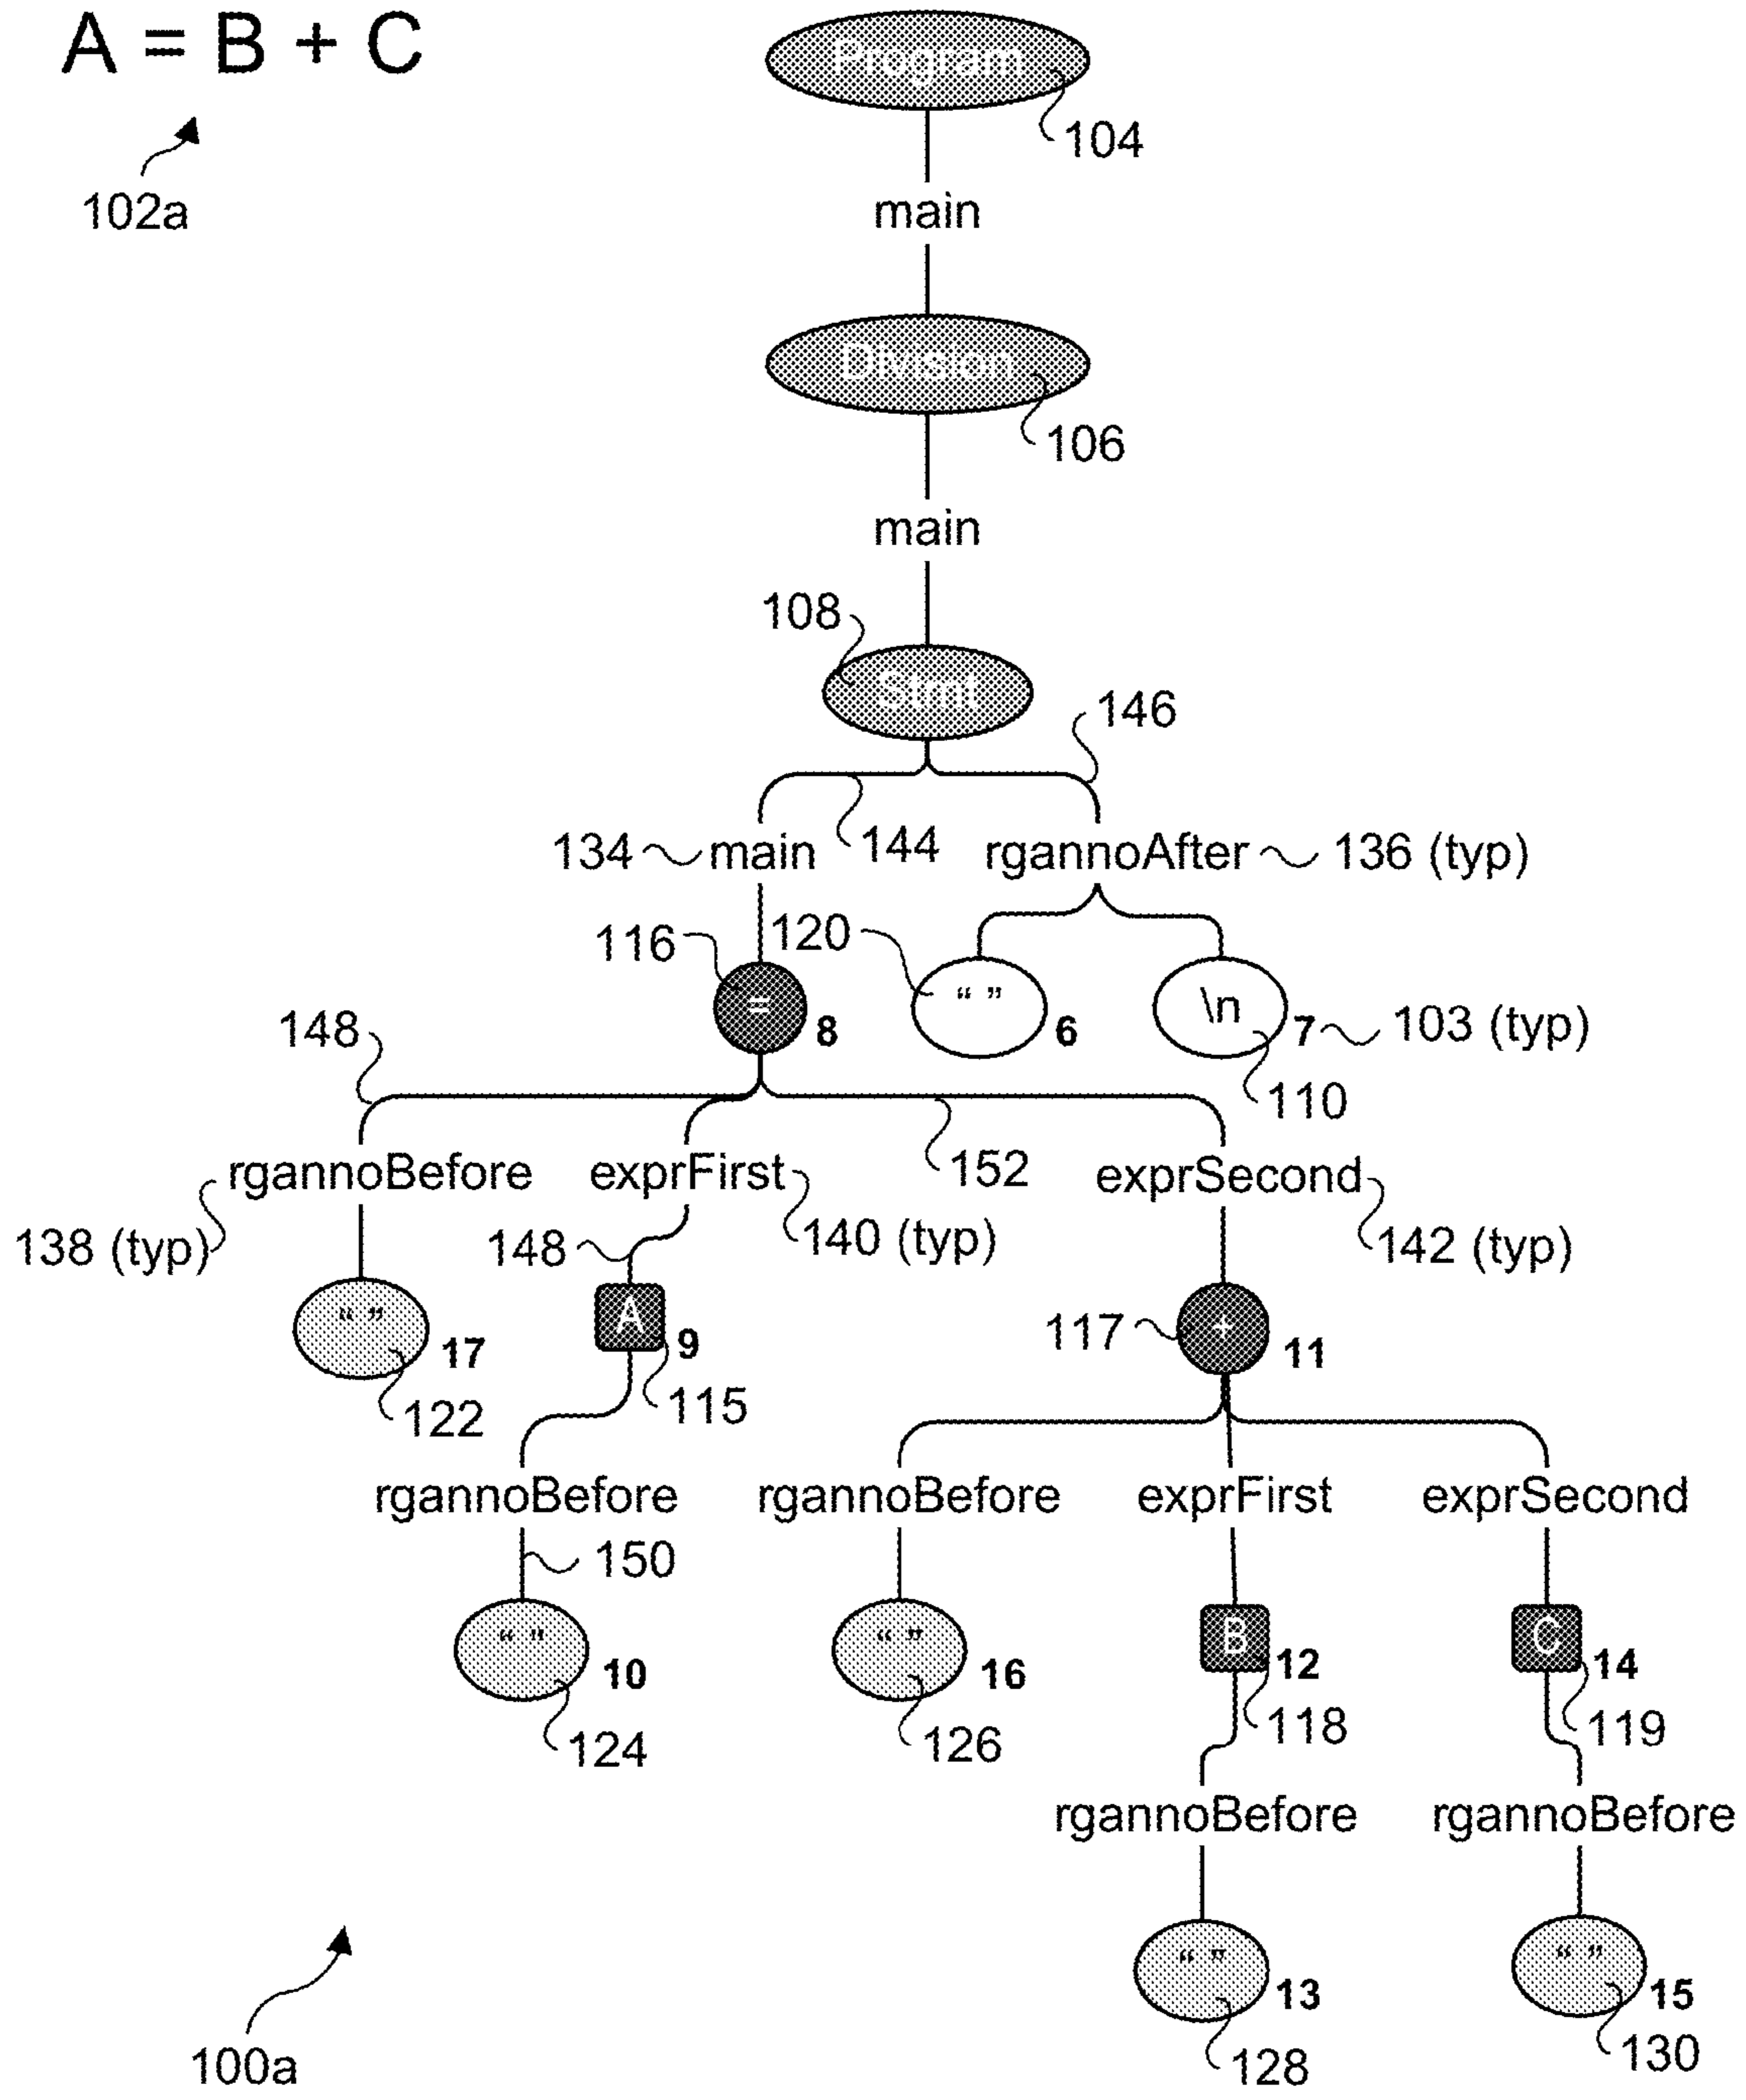 A = B + C
102a
Program
104
main
Division
106
main
108
Stmt
146
134 main 144 rgannoAfter 136 (typ)
116 = 8 120 “ ” 6 \n 7 103 (typ)
110
148
rgannoBefore exprFirst 152 exprSecond
138 (typ) 148 140 (typ) 142 (typ)
“ ” 17 A 9 117 + 11
122 115
rgannoBefore rgannoBefore exprFirst exprSecond
150
“ ” 10 “ ” 16 B 12 C 14
124 126 118 119
rgannoBefore rgannoBefore
“ ” 13 “ ” 15
100a 128 130